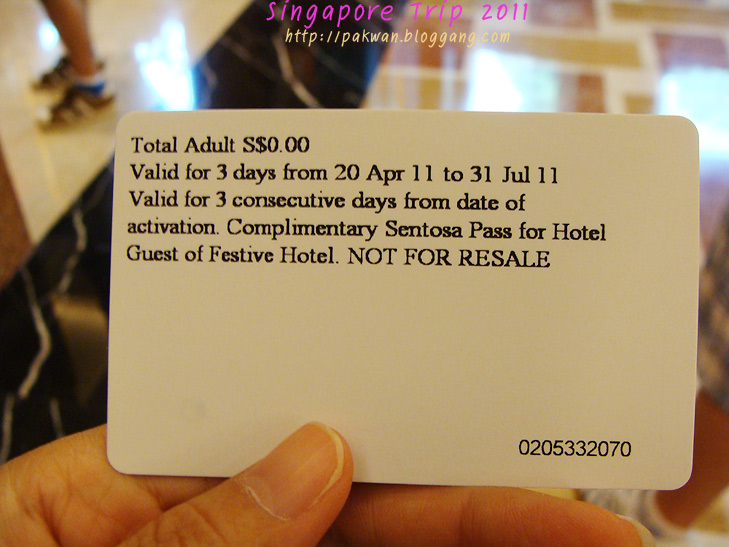 Singapore Trip 2011
http://pakwan.bloggang.com
Total Adult S$0.00
Valid for 3 days from 20 Apr 11 to 31 Jul 11
Valid for 3 consecutive days from date of
activation. Complimentary Sentosa Pass for Hotel
Guest of Festive Hotel. NOT FOR RESALE
0205332070